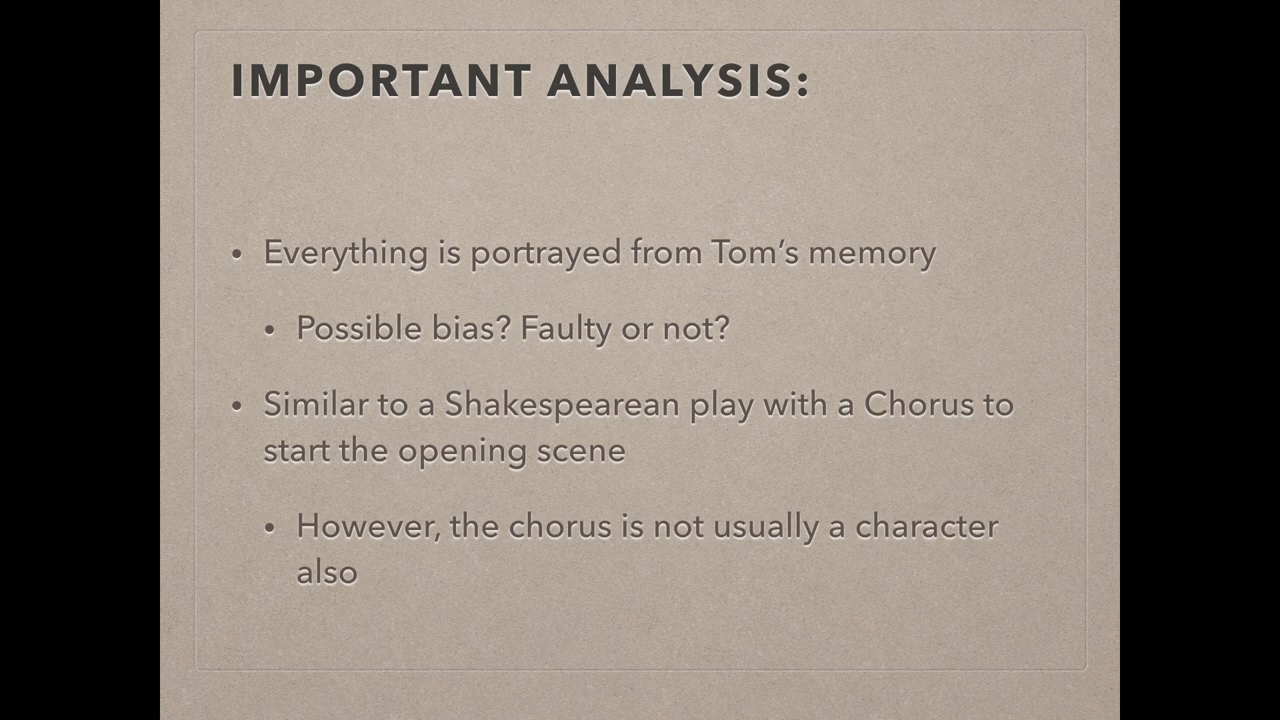 IMPORTANT ANALYSIS:
• Everything is portrayed from Tom’s memory
• Possible bias? Faulty or not?
• Similar to a Shakespearean play with a Chorus to
start the opening scene
• However, the chorus is not usually a character
also